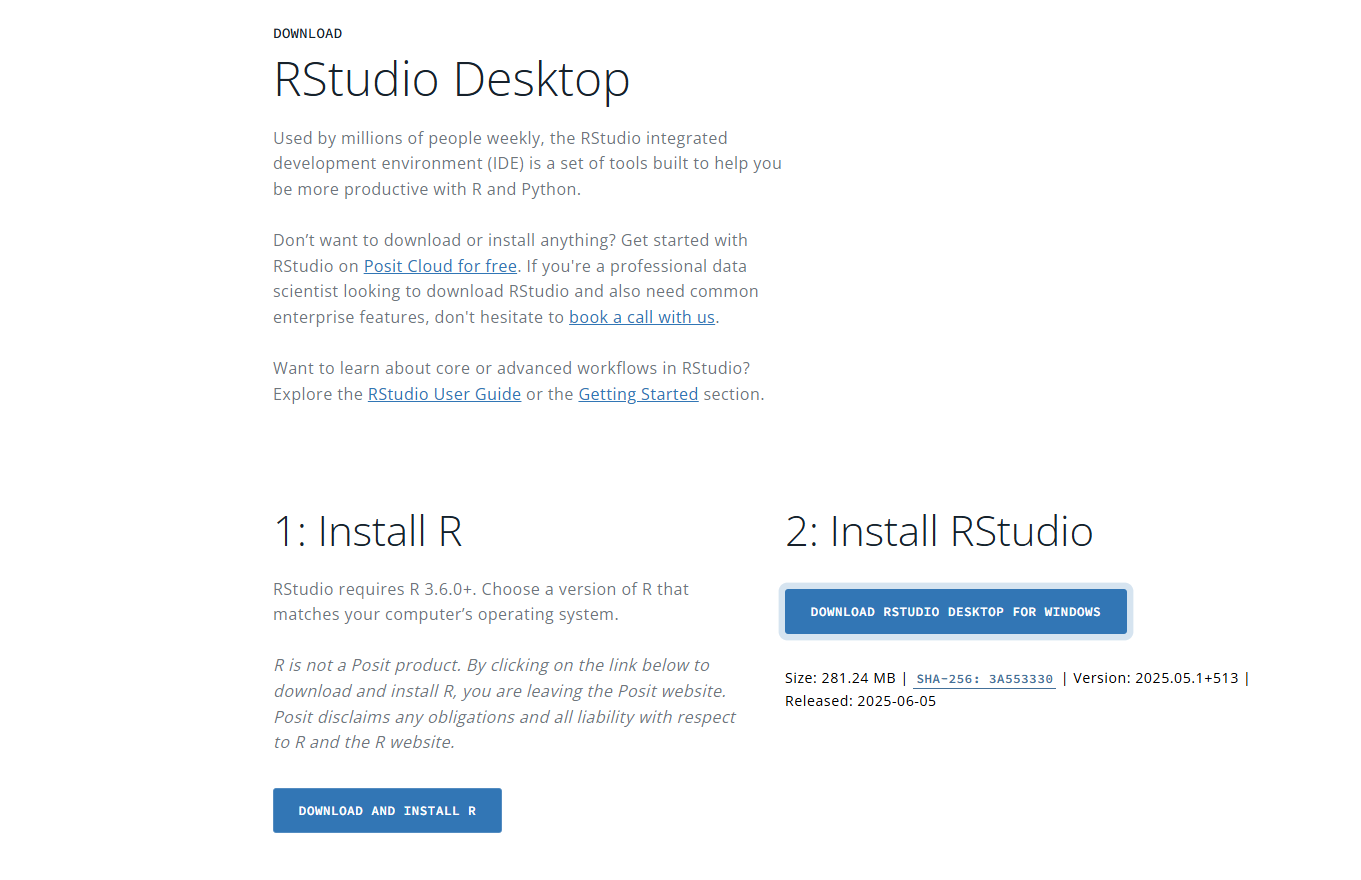 DOWNLOAD
RStudio Desktop
Used by millions of people weekly, the RStudio integrated
development environment (IDE) is a set of tools built to help you
be more productive with R and Python.
Don’t want to download or install anything? Get started with
RStudio on Posit Cloud for free. If you're a professional data
scientist looking to download RStudio and also need common
enterprise features, don't hesitate to book a call with us.
Want to learn about core or advanced workflows in RStudio?
Explore the RStudio User Guide or the Getting Started section.
1: Install R
RStudio requires R 3.6.0+. Choose a version of R that
matches your computer’s operating system.
R is not a Posit product. By clicking on the link below to
download and install R, you are leaving the Posit website.
Posit disclaims any obligations and all liability with respect
to R and the R website.
DOWNLOAD AND INSTALL R
2: Install RStudio
DOWNLOAD RSTUDIO DESKTOP FOR WINDOWS
Size: 281.24 MB | SHA-256: 3A553330 | Version: 2025.05.1+513 |
Released: 2025-06-05